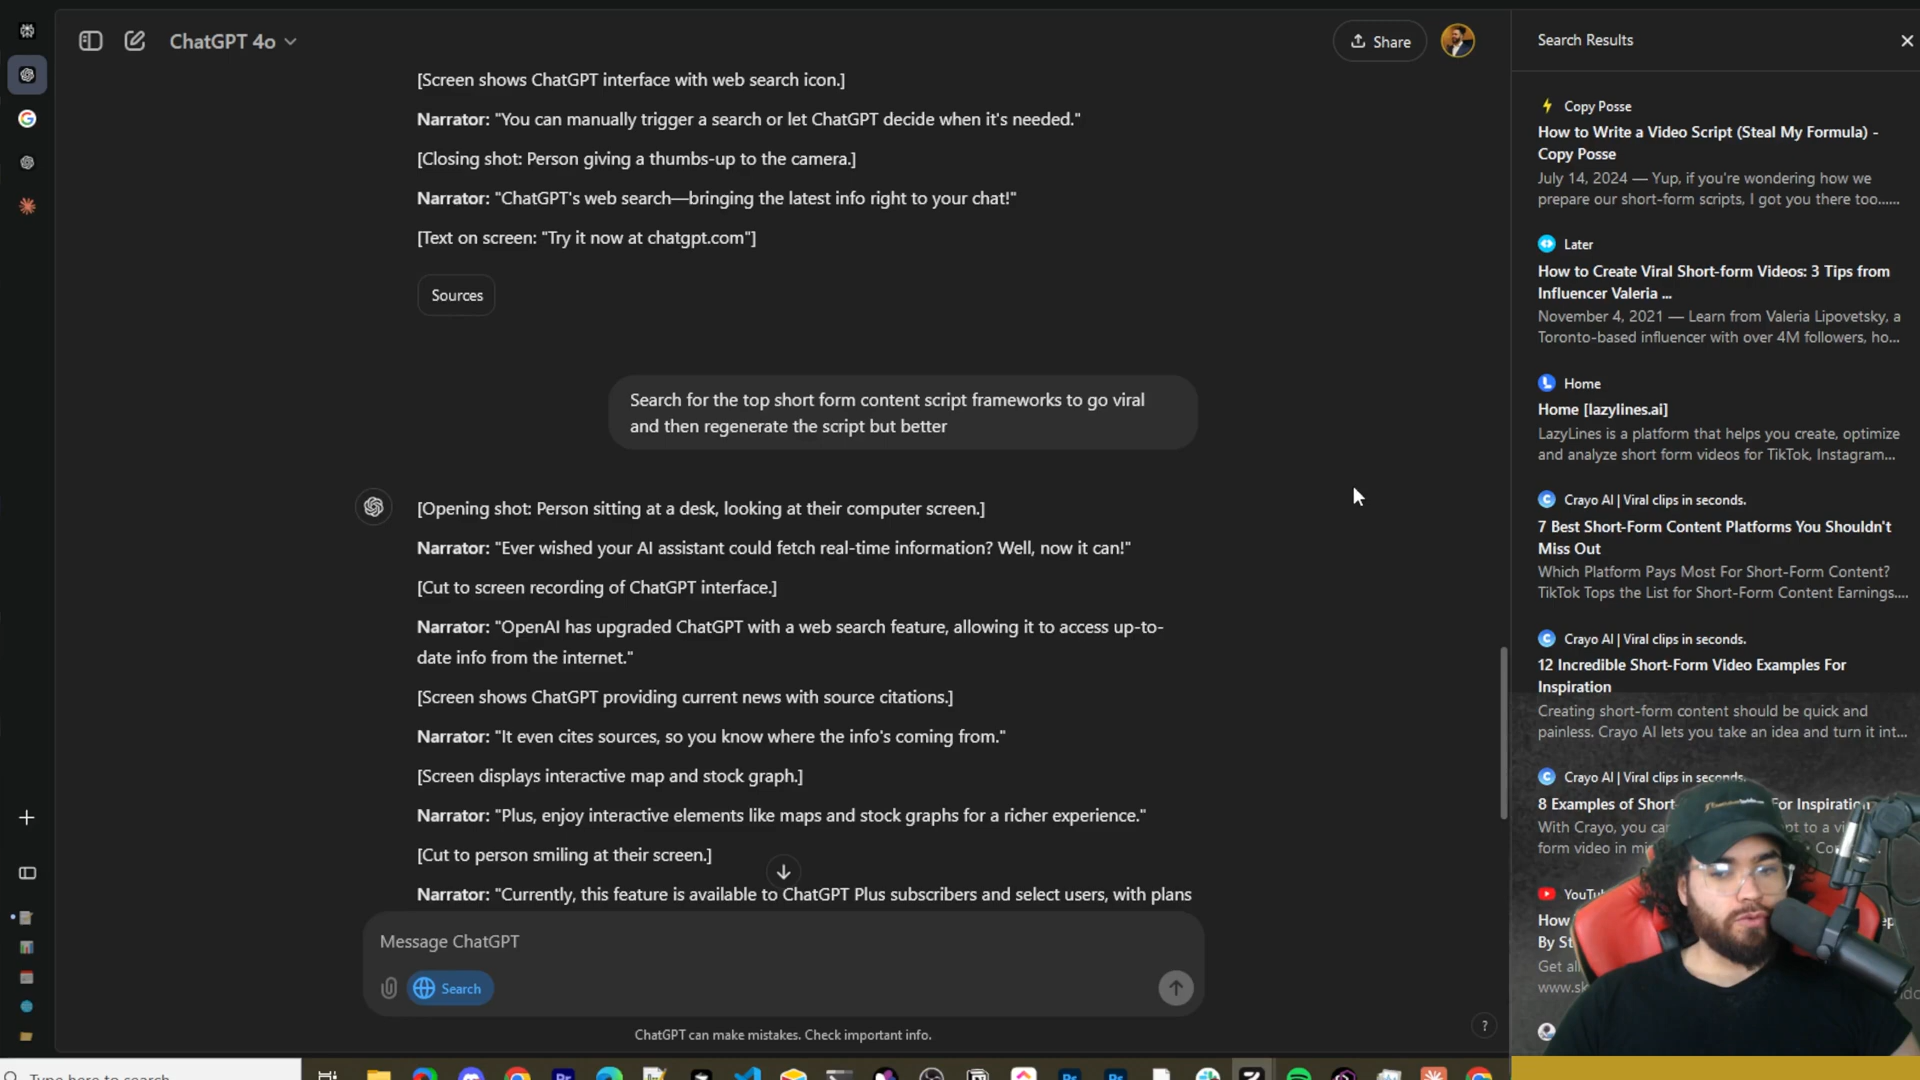 ChatGPT 4o
Share
Search Results
[Screen shows ChatGPT interface with web search icon.]
Narrator: "You can manually trigger a search or let ChatGPT decide when it's needed."
[Closing shot: Person giving a thumbs-up to the camera.]
Narrator: "ChatGPT's web search—bringing the latest info right to your chat!"
[Text on screen: "Try it now at chatgpt.com"]
Sources
Search for the top short form content script frameworks to go viral
and then regenerate the script but better
[Opening shot: Person sitting at a desk, looking at their computer screen.]
Narrator: "Ever wished your AI assistant could fetch real-time information? Well, now it can!"
[Cut to screen recording of ChatGPT interface.]
Narrator: "OpenAI has upgraded ChatGPT with a web search feature, allowing it to access up-to-
date info from the internet."
[Screen shows ChatGPT providing current news with source citations.]
Narrator: "It even cites sources, so you know where the info's coming from."
[Screen displays interactive map and stock graph.]
Narrator: "Plus, enjoy interactive elements like maps and stock graphs for a richer experience."
[Cut to person smiling at their screen.]
Narrator: "Currently, this feature is available to ChatGPT Plus subscribers and select users, with plans
Message ChatGPT
Search
ChatGPT can make mistakes. Check important info.
?
Copy Posse
How to Write a Video Script (Steal My Formula) -
Copy Posse
July 14, 2024 — Yup, if you're wondering how we
prepare our short-form scripts, I got you there too......
Later
How to Create Viral Short-form Videos: 3 Tips from
Influencer Valeria ...
November 4, 2021 — Learn from Valeria Lipovetsky, a
Toronto-based influencer with over 4M followers, ho...
Home
Home [lazylines.ai]
LazyLines is a platform that helps you create, optimize
and analyze short form videos for TikTok, Instagram...
Crayo AI | Viral clips in seconds.
7 Best Short-Form Content Platforms You Shouldn't
Miss Out
Which Platform Pays Most For Short-Form Content?
TikTok Tops the List for Short-Form Content Earnings....
Crayo AI | Viral clips in seconds.
12 Incredible Short-Form Video Examples For
Inspiration
Creating short-form content should be quick and
painless. Crayo AI lets you take an idea and turn it int...
Crayo AI | Viral clips in seconds.
8 Examples of Short For Inspiration
With Crayo, you
form video in
How
By
Get
Type here to search